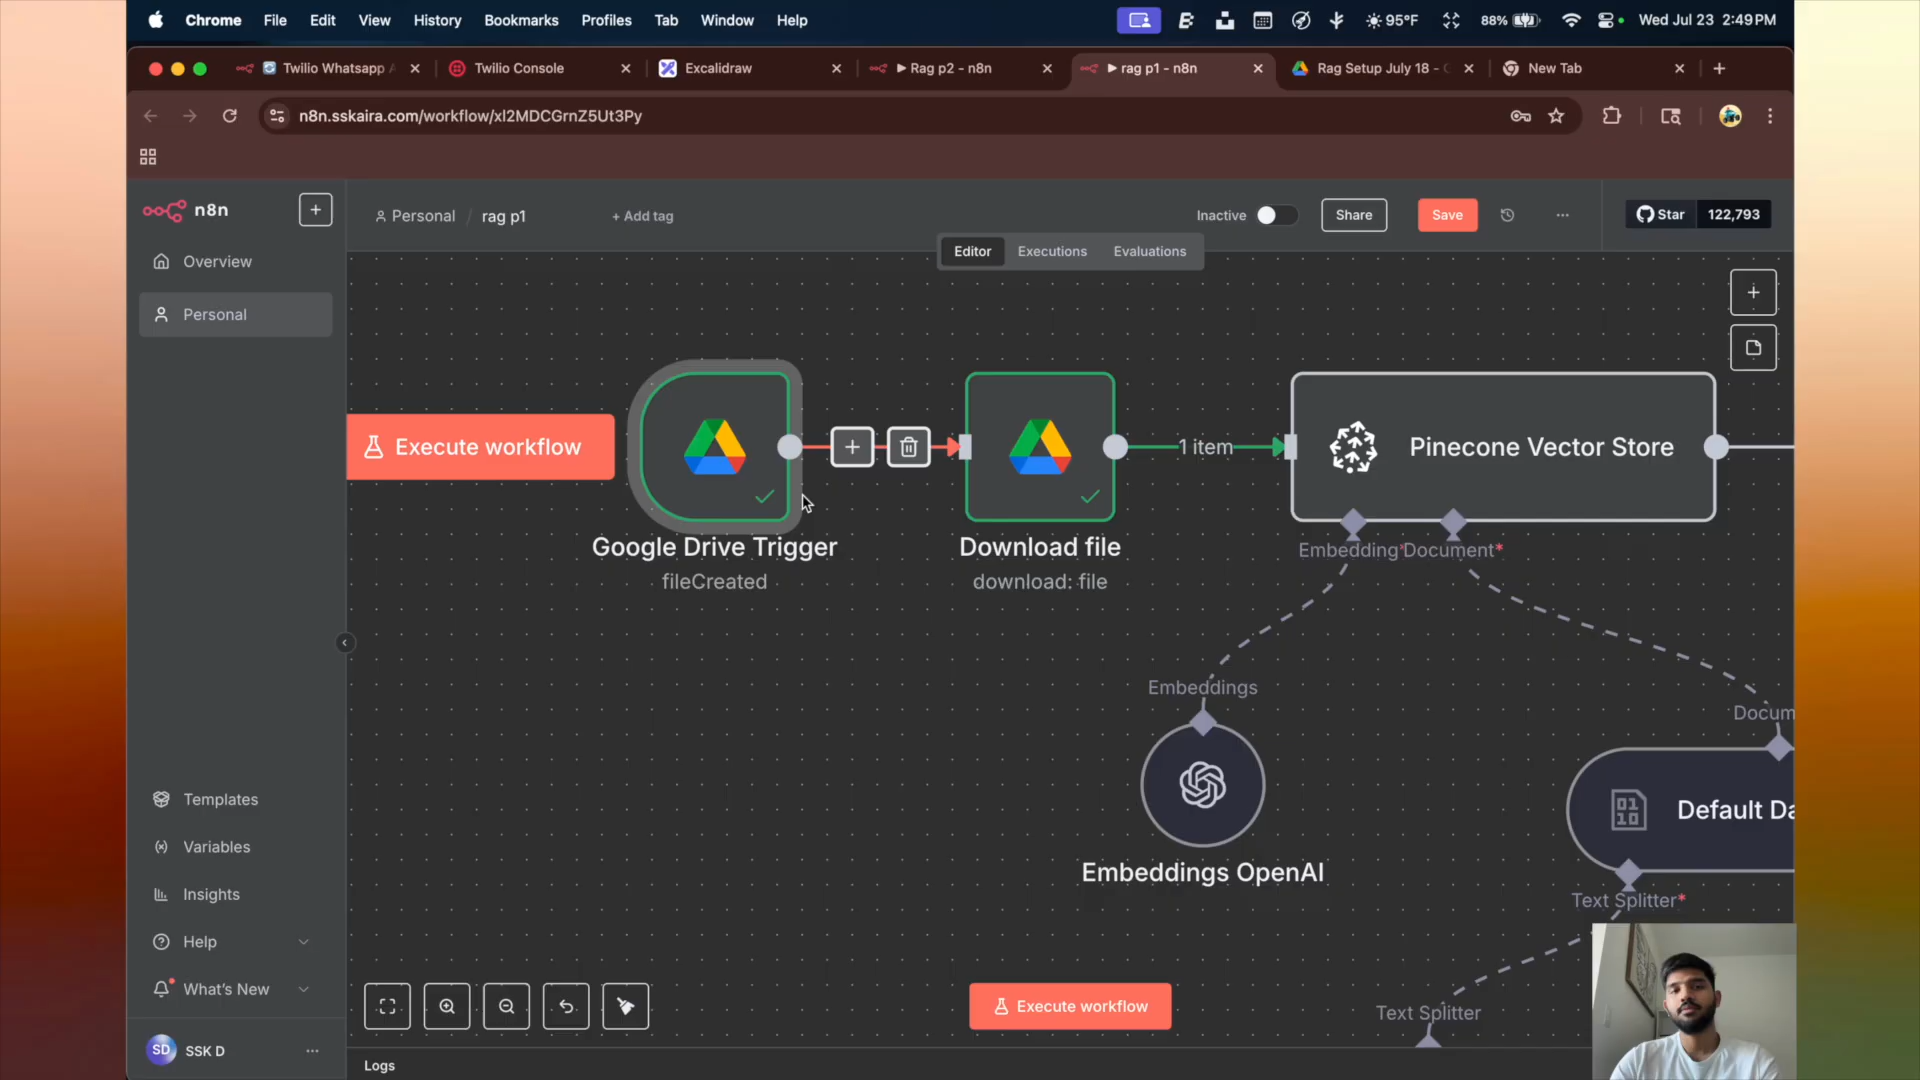 Chrome File Edit View History Bookmarks Profiles Tab Window Help 95°F 88% Wed Jul 23 2:49 PM
Twilio Whatsapp Twilio Console Excalidraw Rag p2 - n8n rag p1 - n8n Rag Setup July 18 - New Tab
n8n.sskaira.com/workflow/xl2MDCGrnZ5Ut3Py
n8n
Personal / rag p1 + Add tag Inactive Share Save Star 122,793
Editor Executions Evaluations
Overview
Personal
Execute workflow
1 item
Pinecone Vector Store
Google Drive Trigger
fileCreated
Download file
download: file
Embedding* Document*
Embeddings
Docum
Default Da
Embeddings OpenAI
Text Splitter*
Text Splitter
Templates
Variables
Insights
Help
What's New
Execute workflow
SD SSK D
Logs